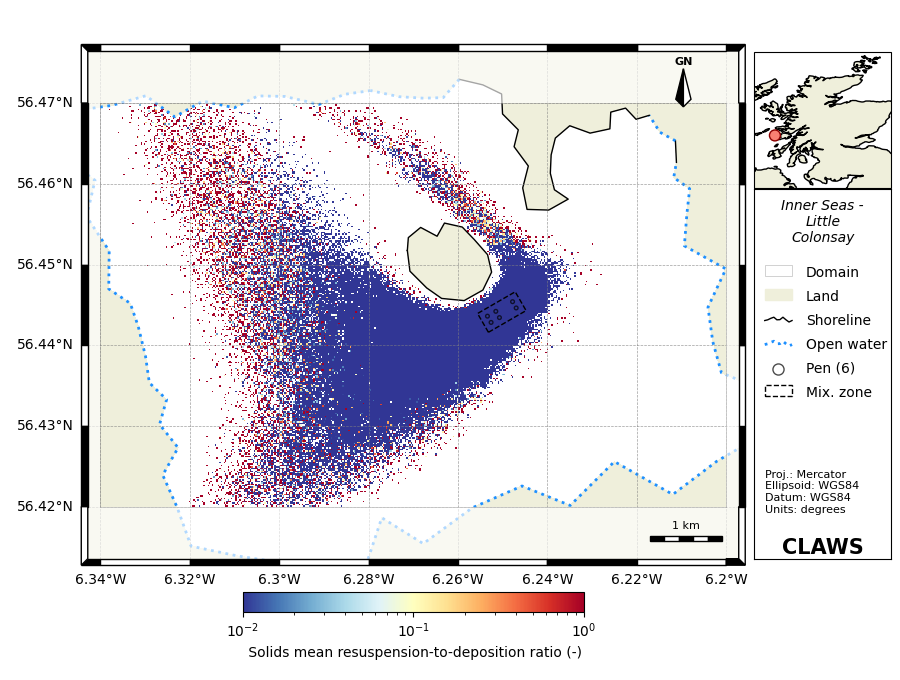 GN
56.47°N
56.46°N
56.45°N
56.44°N
56.43°N
56.42°N
1 km
6.34°W 6.32°W 6.3°W 6.28°W 6.26°W 6.24°W 6.22°W 6.2°W
10⁻² 10⁻¹ 10⁰
Solids mean resuspension-to-deposition ratio (-)
Inner Seas -
Little
Colonsay
Domain
Land
Shoreline
Open water
Pen (6)
Mix. zone
Proj.: Mercator
Ellipsoid: WGS84
Datum: WGS84
Units: degrees
CLAWS